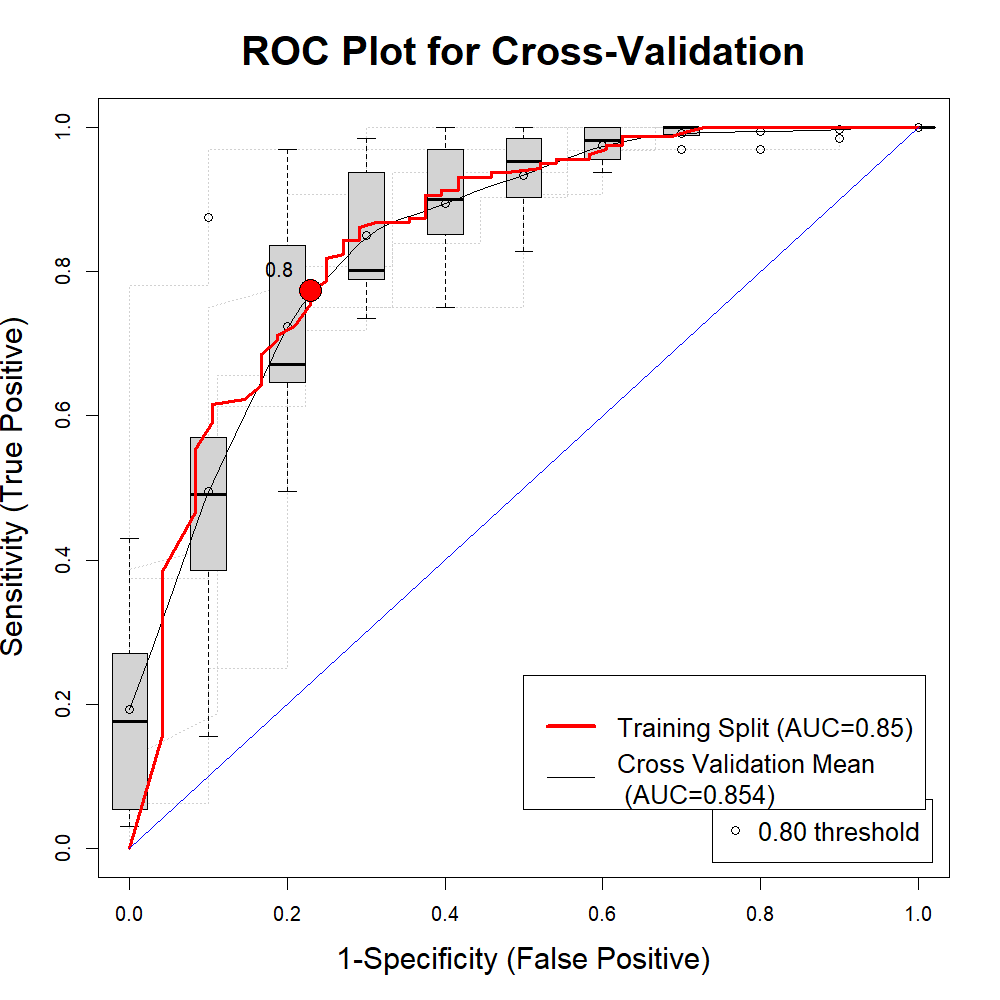 ROC Plot for Cross-Validation
Sensitivity (True Positive)
1.0
0.8
0.6
0.4
0.2
0.0
0.8
Training Split (AUC=0.85)
Cross Validation Mean
(AUC=0.854)
0.80 threshold
0.0 0.2 0.4 0.6 0.8 1.0
1-Specificity (False Positive)